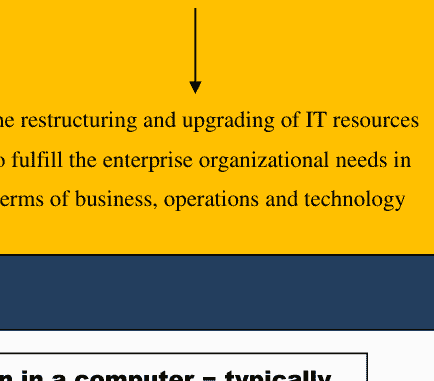 he restructuring and upgrading of IT resources
o fulfill the enterprise organizational needs in
erms of business, operations and technology
n in a computer – typically